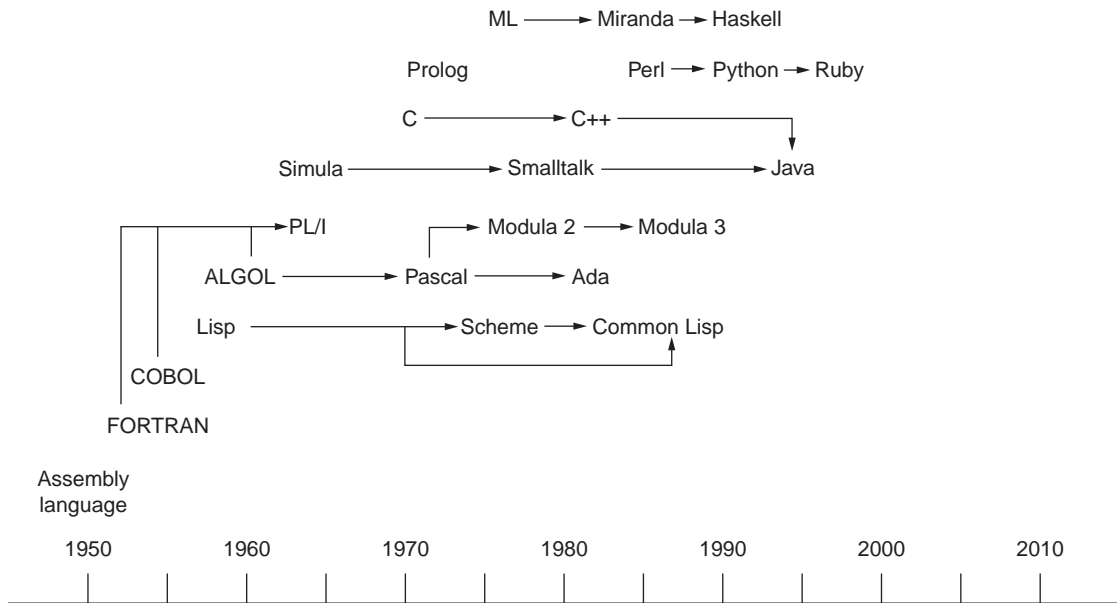 ML Miranda Haskell
Prolog Perl Python Ruby
C C++
Simula Smalltalk Java
PL/I Modula 2 Modula 3
ALGOL Pascal Ada
Lisp Scheme Common Lisp
COBOL
FORTRAN
Assembly
language
1950 1960 1970 1980 1990 2000 2010